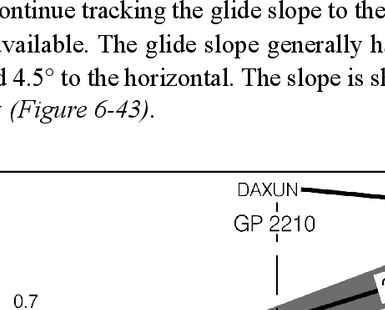 ontinue tracking the glide slope to the
vailable. The glide slope generally h
d 4.5° to the horizontal. The slope is sl
(Figure 6-43).
DAXUN
GP 2210
0.7